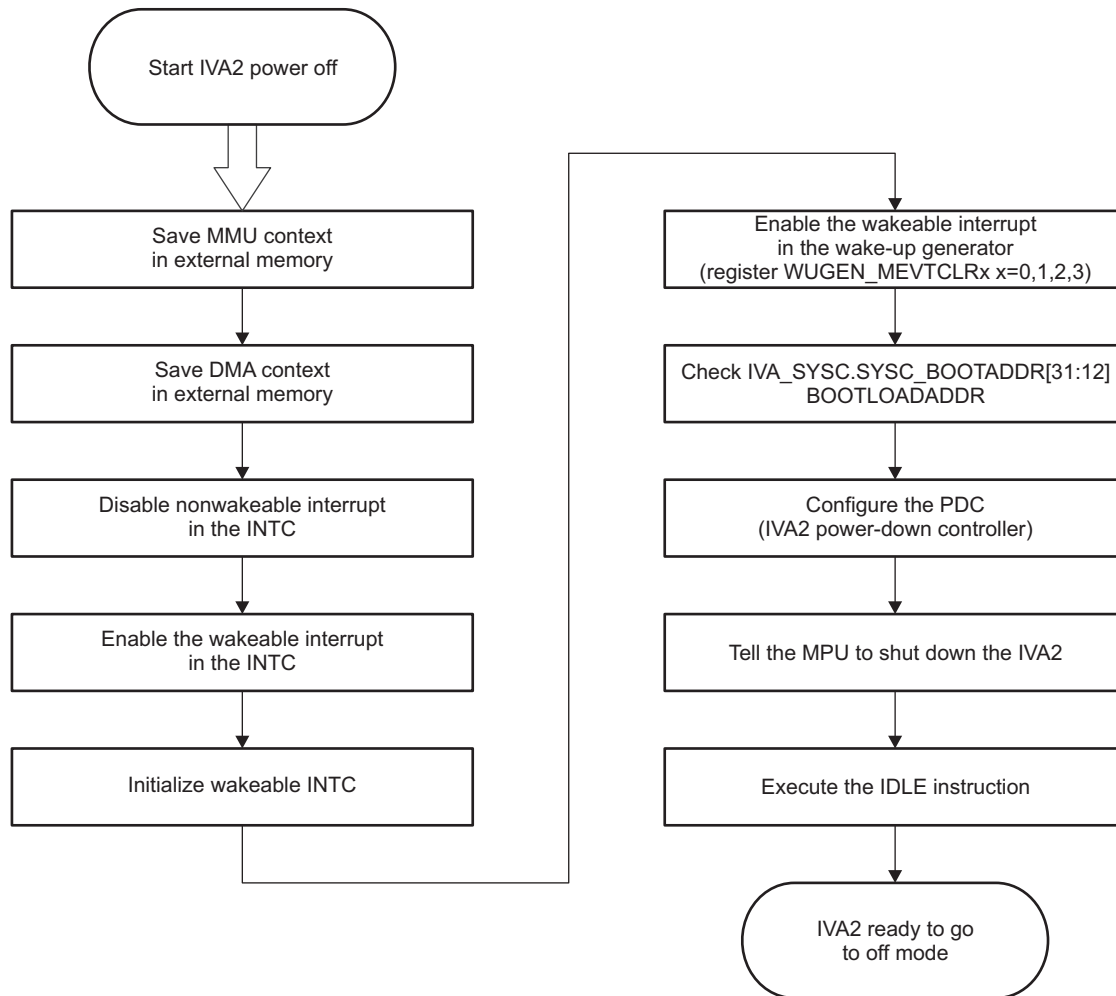 Start IVA2 power off
Save MMU context
in external memory
Save DMA context
in external memory
Disable nonwakeable interrupt
in the INTC
Enable the wakeable interrupt
in the INTC
Initialize wakeable INTC
Enable the wakeable interrupt
in the wake-up generator
(register WUGEN_MEVTCLRx x=0,1,2,3)
Check IVA_SYSC.SYSC_BOOTADDR[31:12]
BOOTLOADADDR
Configure the PDC
(IVA2 power-down controller)
Tell the MPU to shut down the IVA2
Execute the IDLE instruction
IVA2 ready to go
to off mode